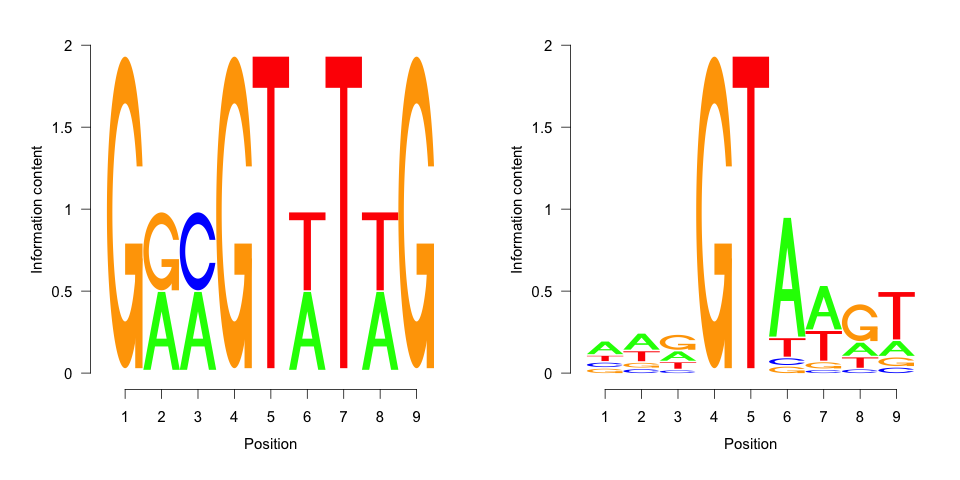 2
1.5
1
0.5
0
Information content
G G C G T T T T G
A A A A
1 2 3 4 5 6 7 8 9
Position
2
1.5
1
0.5
0
Information content
A A G G T A A G T
T T A T T A A
C G T C G T G
G C C G C C C
1 2 3 4 5 6 7 8 9
Position